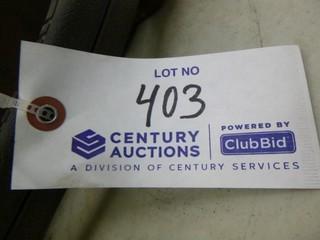 LOT NO
403
CENTURY AUCTIONS
POWERED BY
ClubBid
A DIVISION OF CENTURY SERVICES